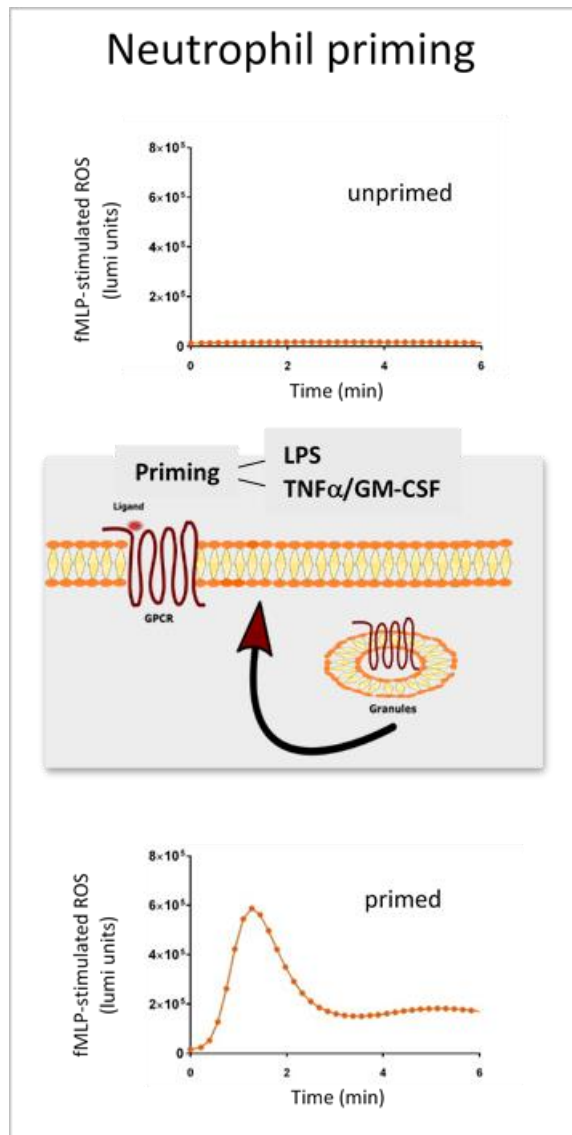 Neutrophil priming
fMLP-stimulated ROS
(lumi units)
8×10⁵
6×10⁵
4×10⁵
2×10⁵
0
unprimed
0 2 4 6
Time (min)
Priming
LPS
TNFα/GM-CSF
Ligand
GPCR
Granules
fMLP-stimulated ROS
(lumi units)
8×10⁵
6×10⁵
4×10⁵
2×10⁵
0
primed
0 2 4 6
Time (min)